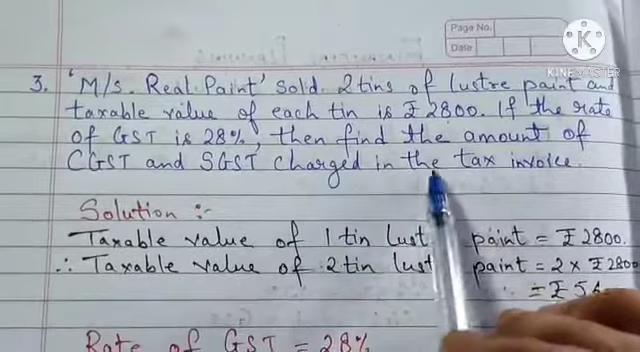 Page No.
Date
KINEMASTER
3. 'M/s. Real Paint' sold 2 tins of lustre paint and
taxable value of each tin is ₹ 2800. If the rate
of GST is 28%, then find the amount of
CGST and SGST charged in the tax invoice.
Solution :-
Taxable value of 1 tin lust paint = ₹ 2800.
∴ Taxable value of 2 tin lust paint = 2 x ₹ 2800
= ₹ 5
Rate of GST = 28%